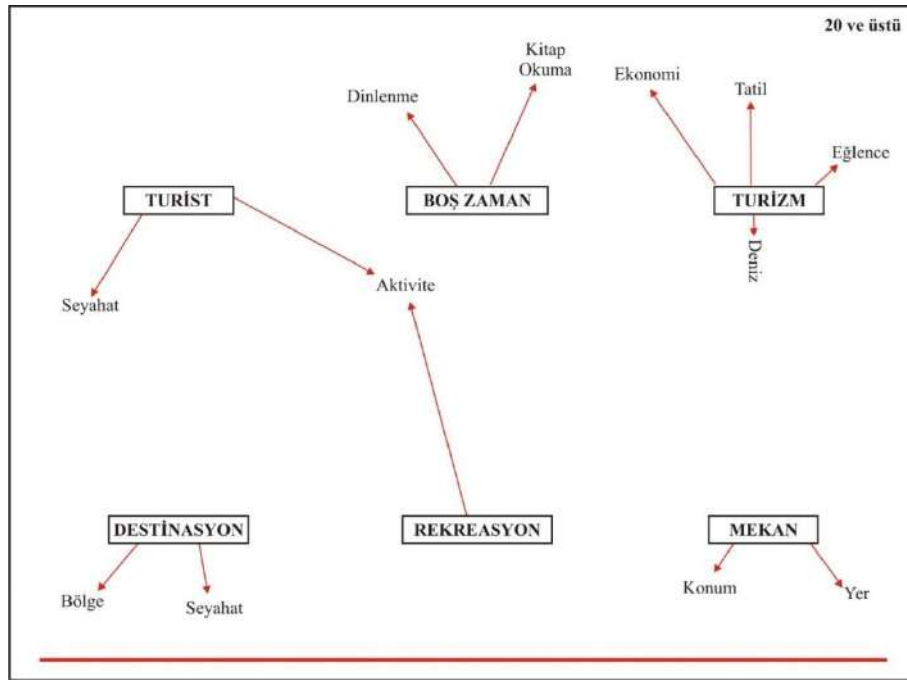 20 ve üstü
Kitap
Okuma
Dinlenme
Ekonomi
Tatil
Eğlence
TURİST
BOŞ ZAMAN
TURİZM
Deniz
Aktivite
Seyahat
DESTİNASYON
REKREASYON
MEKAN
Bölge
Seyahat
Konum
Yer